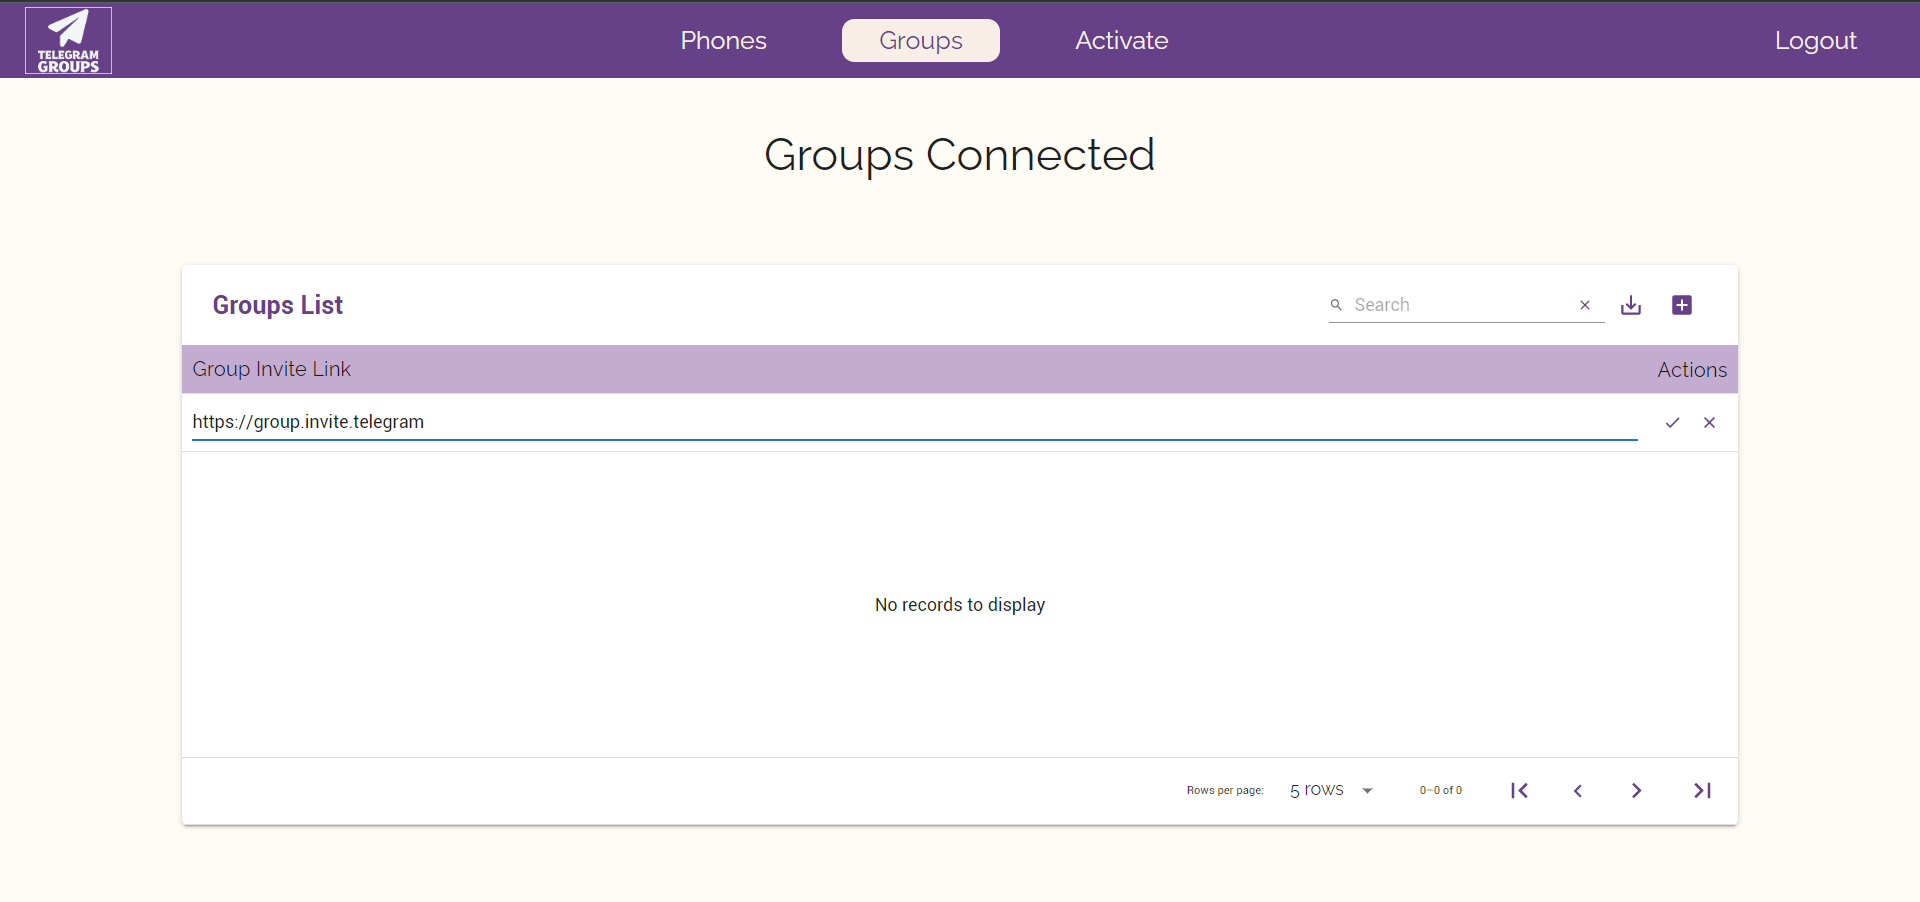 TELEGRAM
GROUPS
Phones
Groups
Activate
Logout
Groups Connected
Groups List
Search
Group Invite Link
Actions
https://group.invite.telegram
No records to display
Rows per page:
5 rows
0–0 of 0